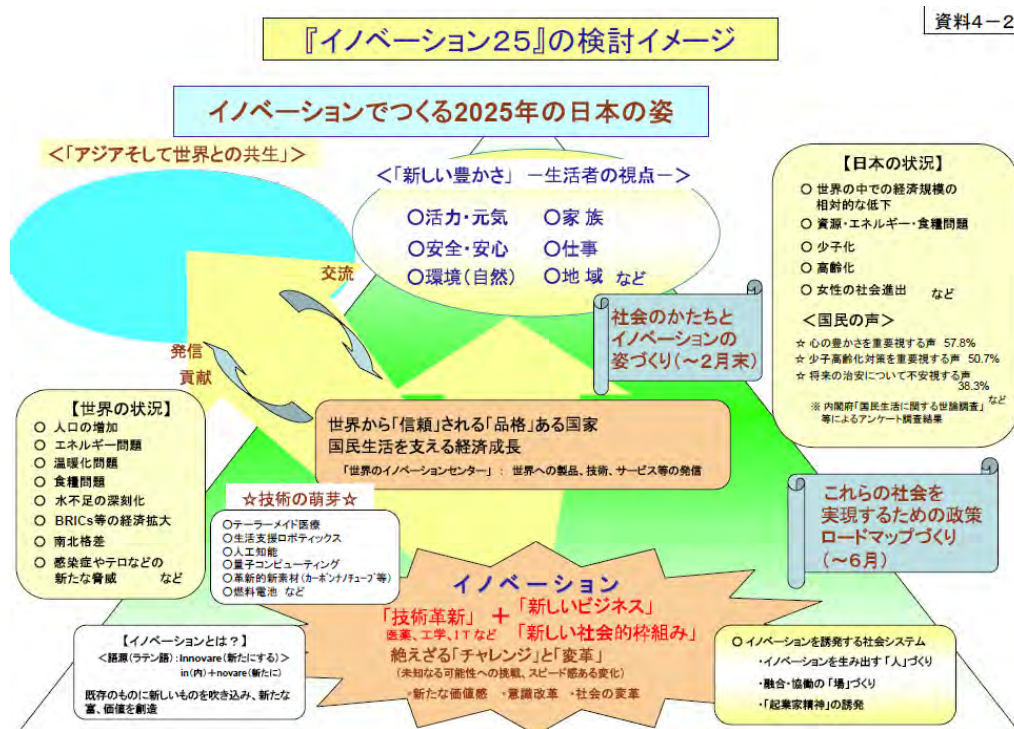 資料4－2
『イノベーション25』の検討イメージ
イノベーションでつくる2025年の日本の姿
＜「アジアそして世界との共生」＞
＜「新しい豊かさ」 －生活者の視点－＞
○活力・元気 ○家 族
○安全・安心 ○仕事
○環境（自然） ○地 域 など
交流
発信
貢献
【日本の状況】
○ 世界の中での経済規模の
相対的な低下
○ 資源・エネルギー・食糧問題
○ 少子化
○ 高齢化
○ 女性の社会進出 など
＜国民の声＞
☆ 心の豊かさを重要視する声 57.8%
☆ 少子高齢化対策を重要視する声 50.7%
☆ 将来の治安について不安視する声
38.3%
など
※ 内閣府「国民生活に関する世論調査」
等によるアンケート調査結果
社会のかたちと
イノベーションの
姿づくり（～2月末）
【世界の状況】
○ 人口の増加
○ エネルギー問題
○ 温暖化問題
○ 食糧問題
○ 水不足の深刻化
○ BRICs等の経済拡大
○ 南北格差
○ 感染症やテロなどの
新たな脅威 など
世界から「信頼」される「品格」ある国家
国民生活を支える経済成長
「世界のイノベーションセンター」 ： 世界への製品、技術、サービス等の発信
☆技術の萌芽☆
○テーラーメイド医療
○生活支援ロボティックス
○人工知能
○量子コンピューティング
○革新的新素材（カーボンナノチューブ等）
○燃料電池 など
これらの社会を
実現するための政策
ロードマップづくり
（～6月）
イノベーション
「技術革新」 ＋ 「新しいビジネス」
医薬、工学、ITなど 「新しい社会的枠組み」
絶えざる「チャレンジ」と「変革」
（未知なる可能性への挑戦、スピード感ある変化）
・新たな価値感 ・意識改革 ・社会の変革
【イノベーションとは？】
＜語源（ラテン語）：Innovare（新たにする）＞
in（内）＋novare（新たに）
既存のものに新しいものを吹き込み、新たな
富、価値を創造
○ イノベーションを誘発する社会システム
・イノベーションを生み出す「人」づくり
・融合・協働の「場」づくり
・「起業家精神」の誘発